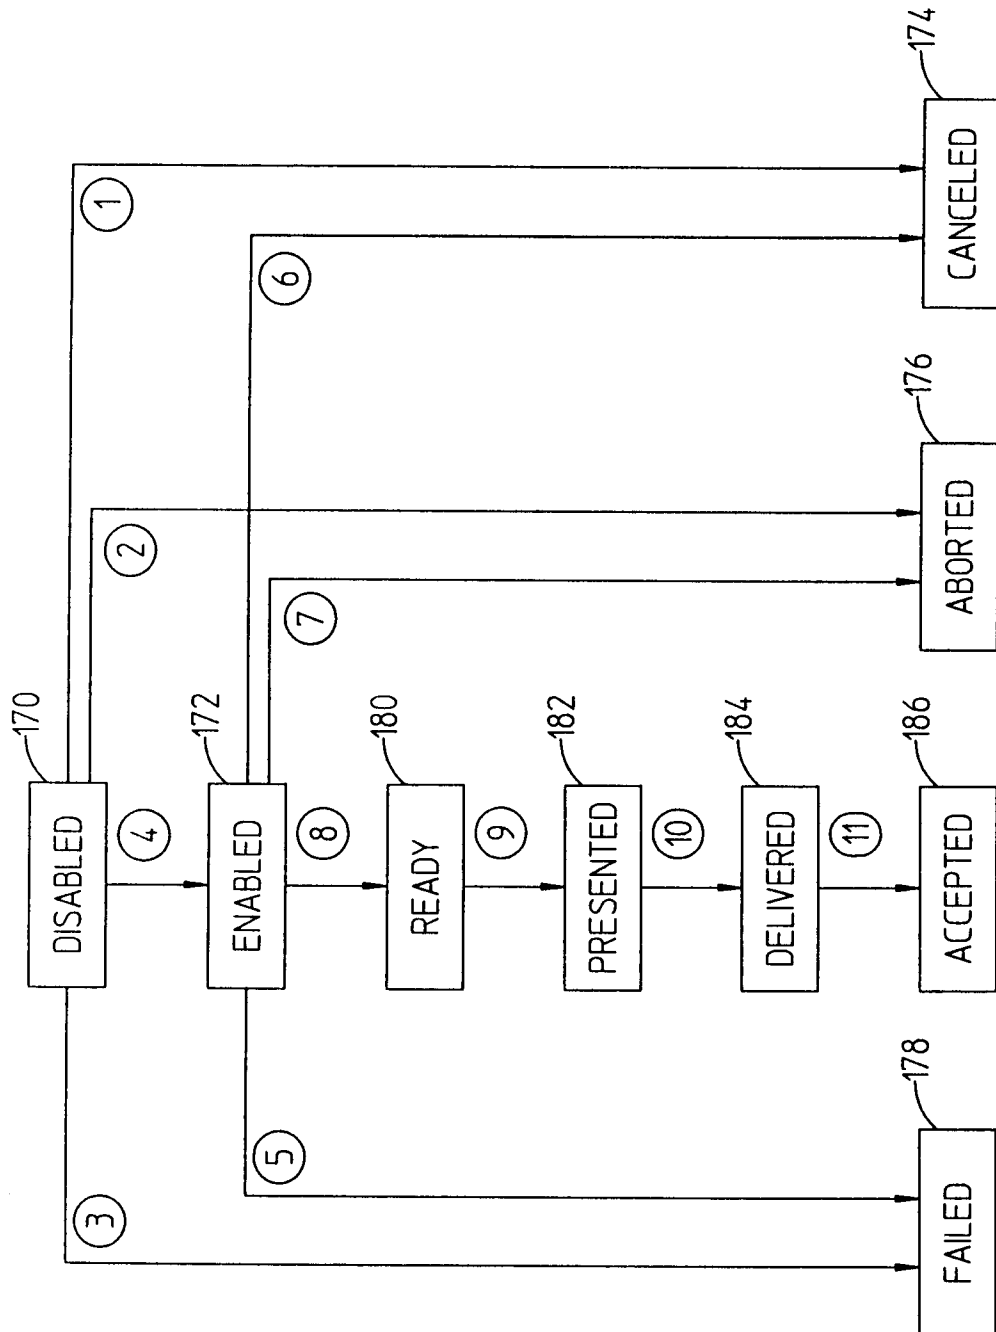 170
DISABLED
1
2
3
4
172
ENABLED
5
6
7
8
180
READY
9
182
PRESENTED
10
184
DELIVERED
11
178
FAILED
186
ACCEPTED
176
ABORTED
174
CANCELED